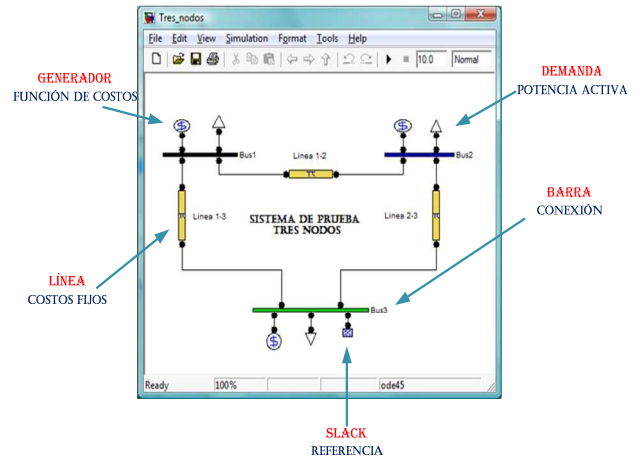 Tres_nodos
File Edit View Simulation Format Tools Help
10.0 Normal
GENERADOR
FUNCIÓN DE COSTOS
DEMANDA
POTENCIA ACTIVA
$
$
Bus1
Linea 1-2
Bus2
π
BARRA
CONEXIÓN
π
Linea 1-3
SISTEMA DE PRUEBA
TRES NODOS
Linea 2-3
π
LÍNEA
COSTOS FIJOS
Bus3
$
Ready 100% ode45
SLACK
REFERENCIA